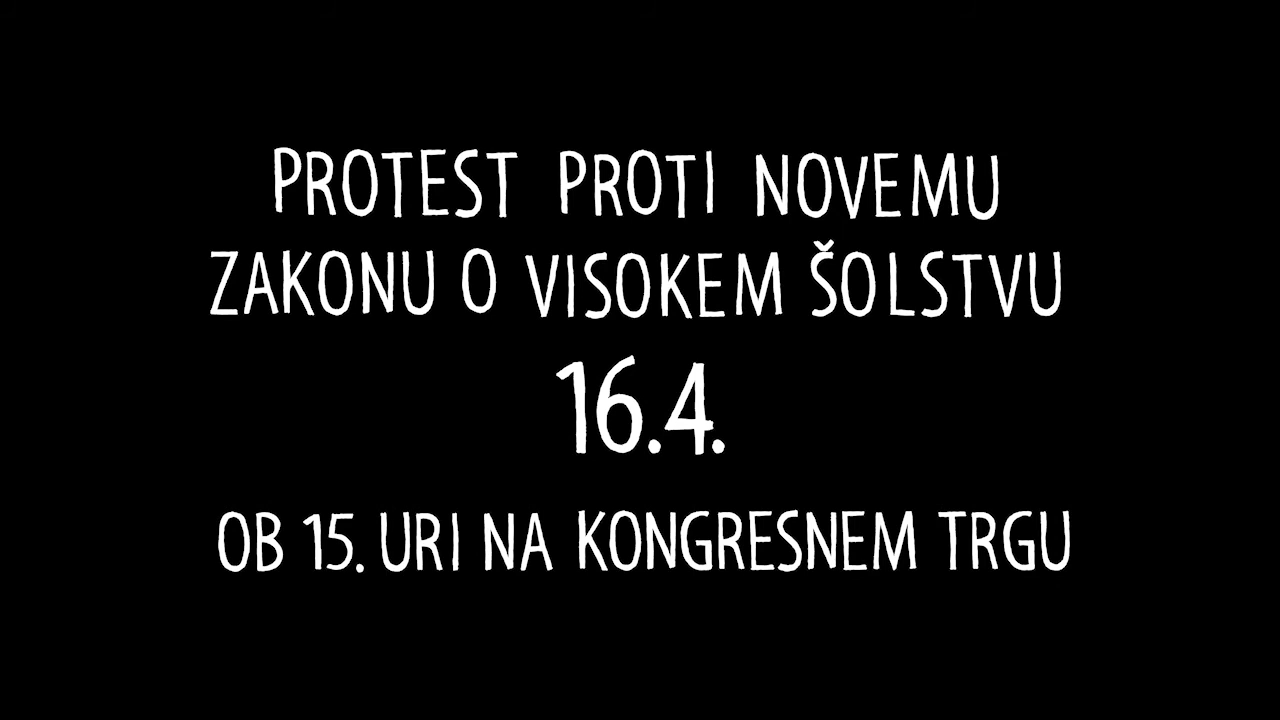 PROTEST PROTI NOVEMU
ZAKONU O VISOKEM ŠOLSTVU
16.4.
OB 15. URI NA KONGRESNEM TRGU